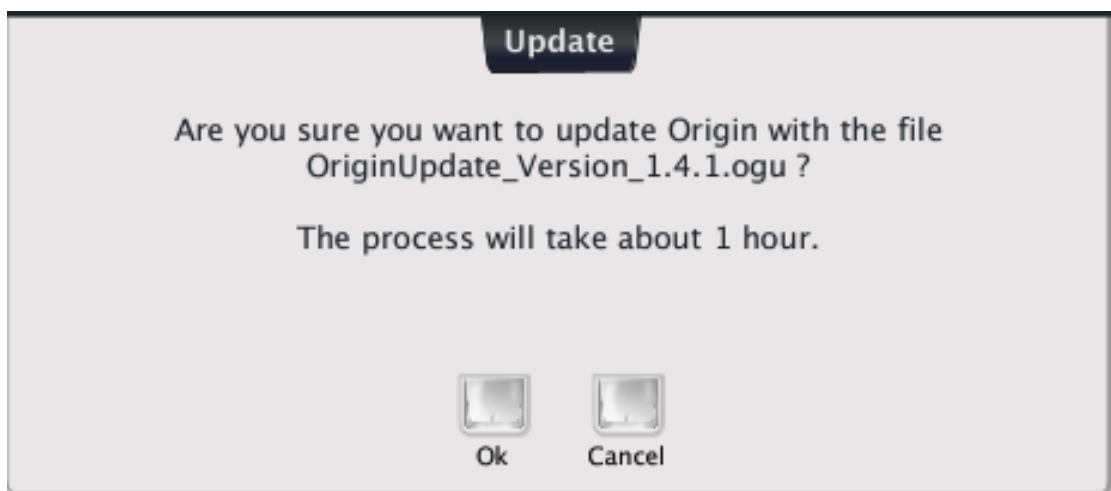 Update
Are you sure you want to update Origin with the file
OriginUpdate_Version_1.4.1.ogu ?
The process will take about 1 hour.
Ok
Cancel